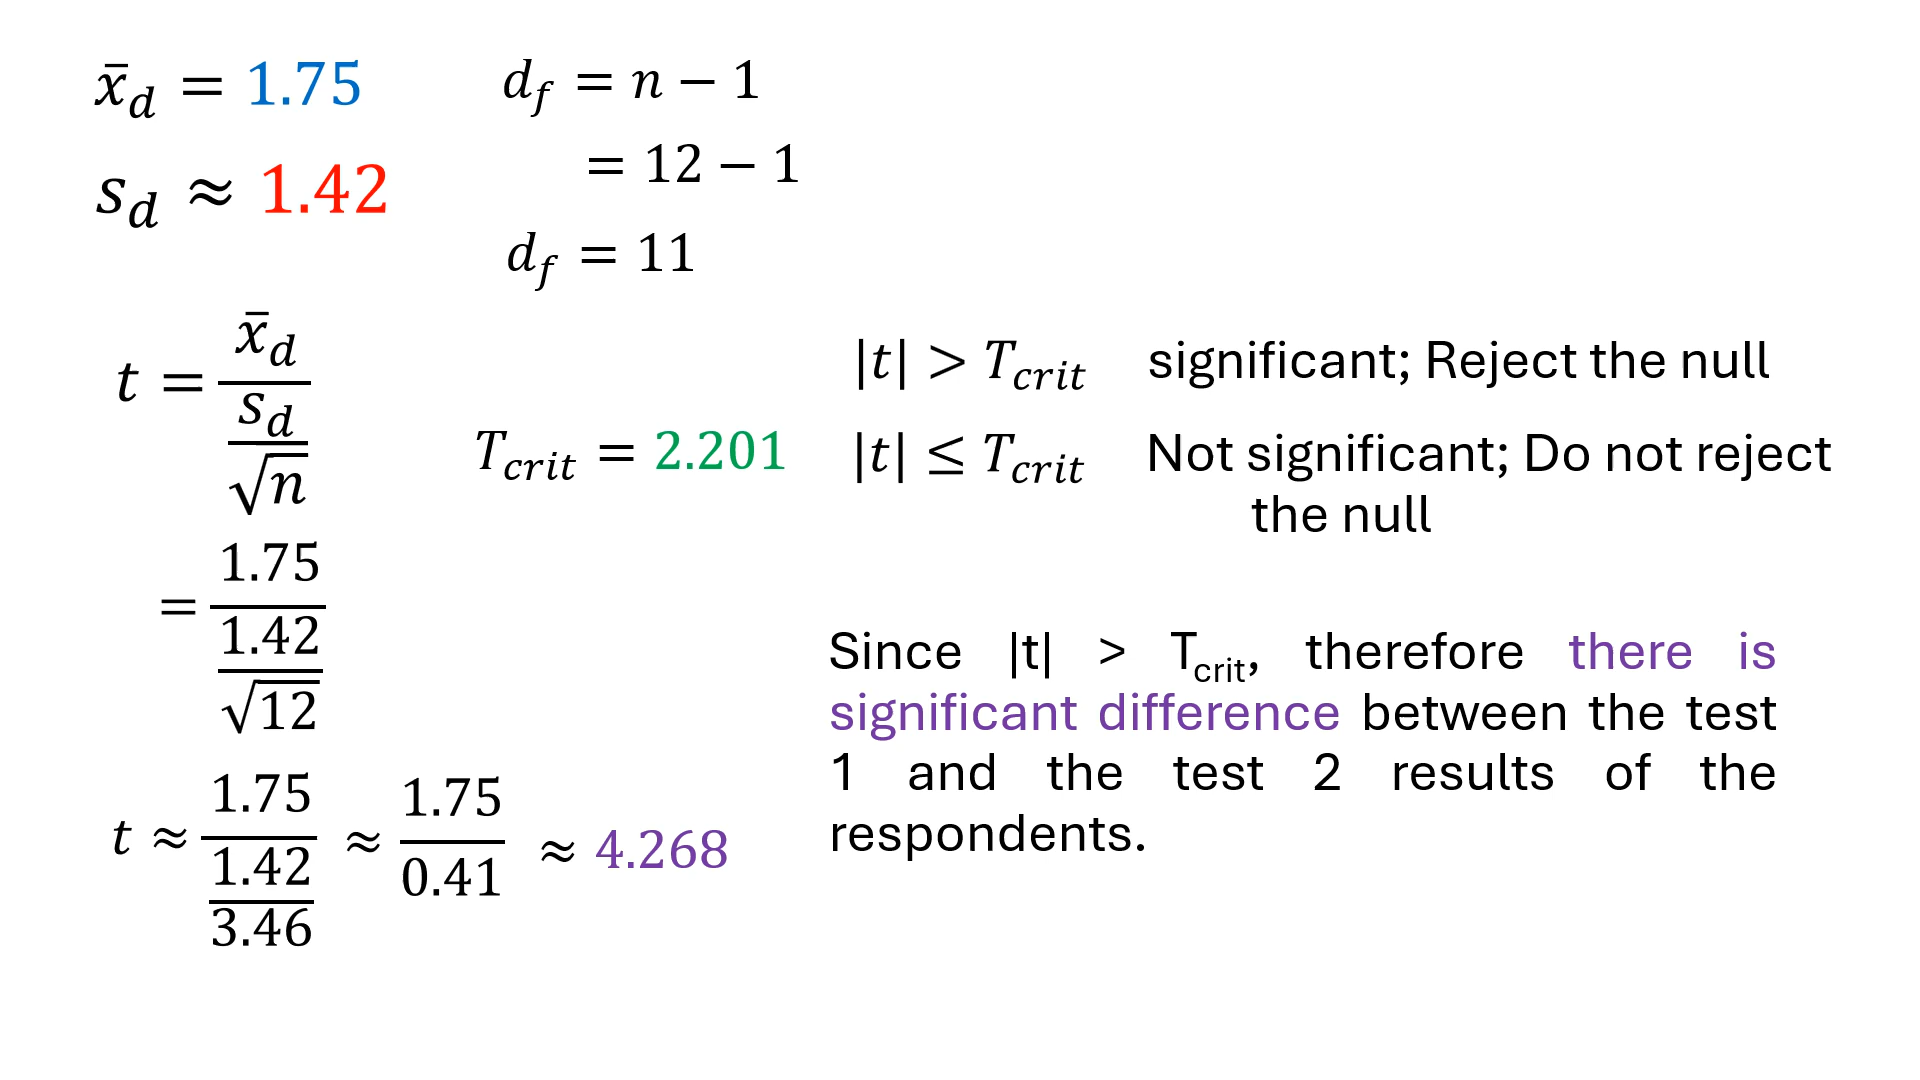 x̄_d = 1.75
s_d ≈ 1.42
d_f = n − 1
= 12 − 1
d_f = 11
t = x̄_d / (s_d / √n)
= 1.75 / (1.42 / √12)
t ≈ 1.75 / (1.42 / 3.46) ≈ 1.75 / 0.41 ≈ 4.268
T_crit = 2.201
|t| > T_crit significant; Reject the null
|t| ≤ T_crit Not significant; Do not reject
the null
Since |t| > T_crit, therefore there is
significant difference between the test
1 and the test 2 results of the
respondents.